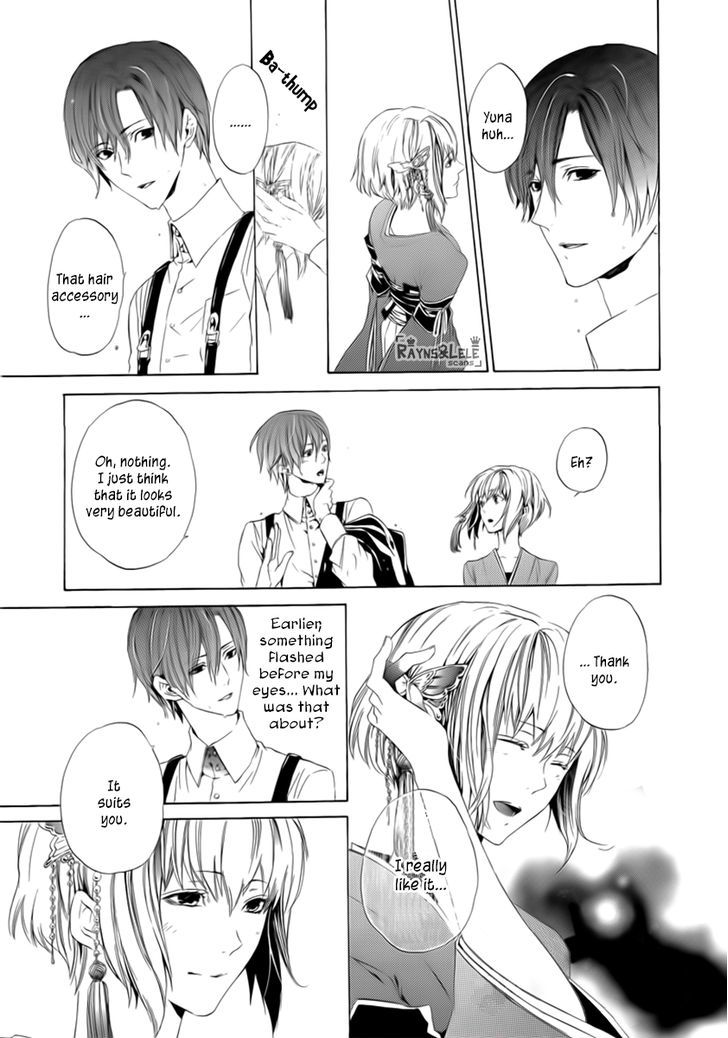 Yuna
huh...
Ba-thump
......
That hair
accessory
...
RAYNS&LELE
scans
Eh?
Oh, nothing.
I just think
that it looks
very beautiful.
... Thank
you.
I really
like it...
Earlier,
something
flashed
before my
eyes... What
was that
about?
It
suits
you.